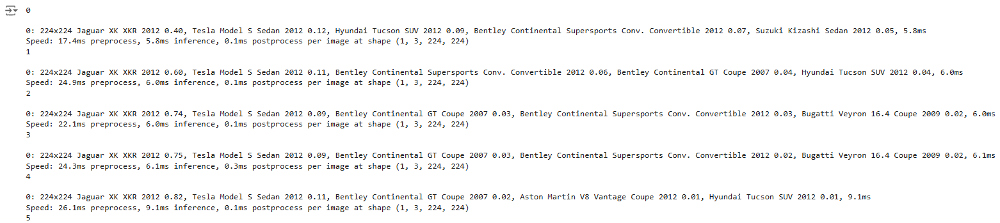 0
0: 224x224 Jaguar XK XKR 2012 0.40, Tesla Model S Sedan 2012 0.12, Hyundai Tucson SUV 2012 0.09, Bentley Continental Supersports Conv. Convertible 2012 0.07, Suzuki Kizashi Sedan 2012 0.05, 5.8ms
Speed: 17.4ms preprocess, 5.8ms inference, 0.1ms postprocess per image at shape (1, 3, 224, 224)
1
0: 224x224 Jaguar XK XKR 2012 0.60, Tesla Model S Sedan 2012 0.11, Bentley Continental Supersports Conv. Convertible 2012 0.06, Bentley Continental GT Coupe 2007 0.04, Hyundai Tucson SUV 2012 0.04, 6.0ms
Speed: 24.9ms preprocess, 6.0ms inference, 0.1ms postprocess per image at shape (1, 3, 224, 224)
2
0: 224x224 Jaguar XK XKR 2012 0.74, Tesla Model S Sedan 2012 0.09, Bentley Continental GT Coupe 2007 0.03, Bentley Continental Supersports Conv. Convertible 2012 0.03, Bugatti Veyron 16.4 Coupe 2009 0.02, 6.0ms
Speed: 22.1ms preprocess, 6.0ms inference, 0.1ms postprocess per image at shape (1, 3, 224, 224)
3
0: 224x224 Jaguar XK XKR 2012 0.75, Tesla Model S Sedan 2012 0.09, Bentley Continental GT Coupe 2007 0.03, Bentley Continental Supersports Conv. Convertible 2012 0.02, Bugatti Veyron 16.4 Coupe 2009 0.02, 6.1ms
Speed: 24.3ms preprocess, 6.1ms inference, 0.3ms postprocess per image at shape (1, 3, 224, 224)
4
0: 224x224 Jaguar XK XKR 2012 0.82, Tesla Model S Sedan 2012 0.11, Bentley Continental GT Coupe 2007 0.02, Aston Martin V8 Vantage Coupe 2012 0.01, Hyundai Tucson SUV 2012 0.01, 9.1ms
Speed: 26.1ms preprocess, 9.1ms inference, 0.1ms postprocess per image at shape (1, 3, 224, 224)
5